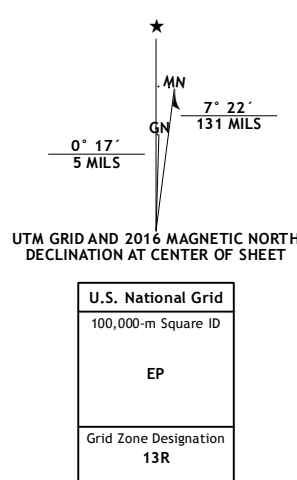 ★
MN
GN
7° 22´
131 MILS
0° 17´
5 MILS
UTM GRID AND 2016 MAGNETIC NORTH
DECLINATION AT CENTER OF SHEET
U.S. National Grid
100,000-m Square ID
EP
Grid Zone Designation
13R